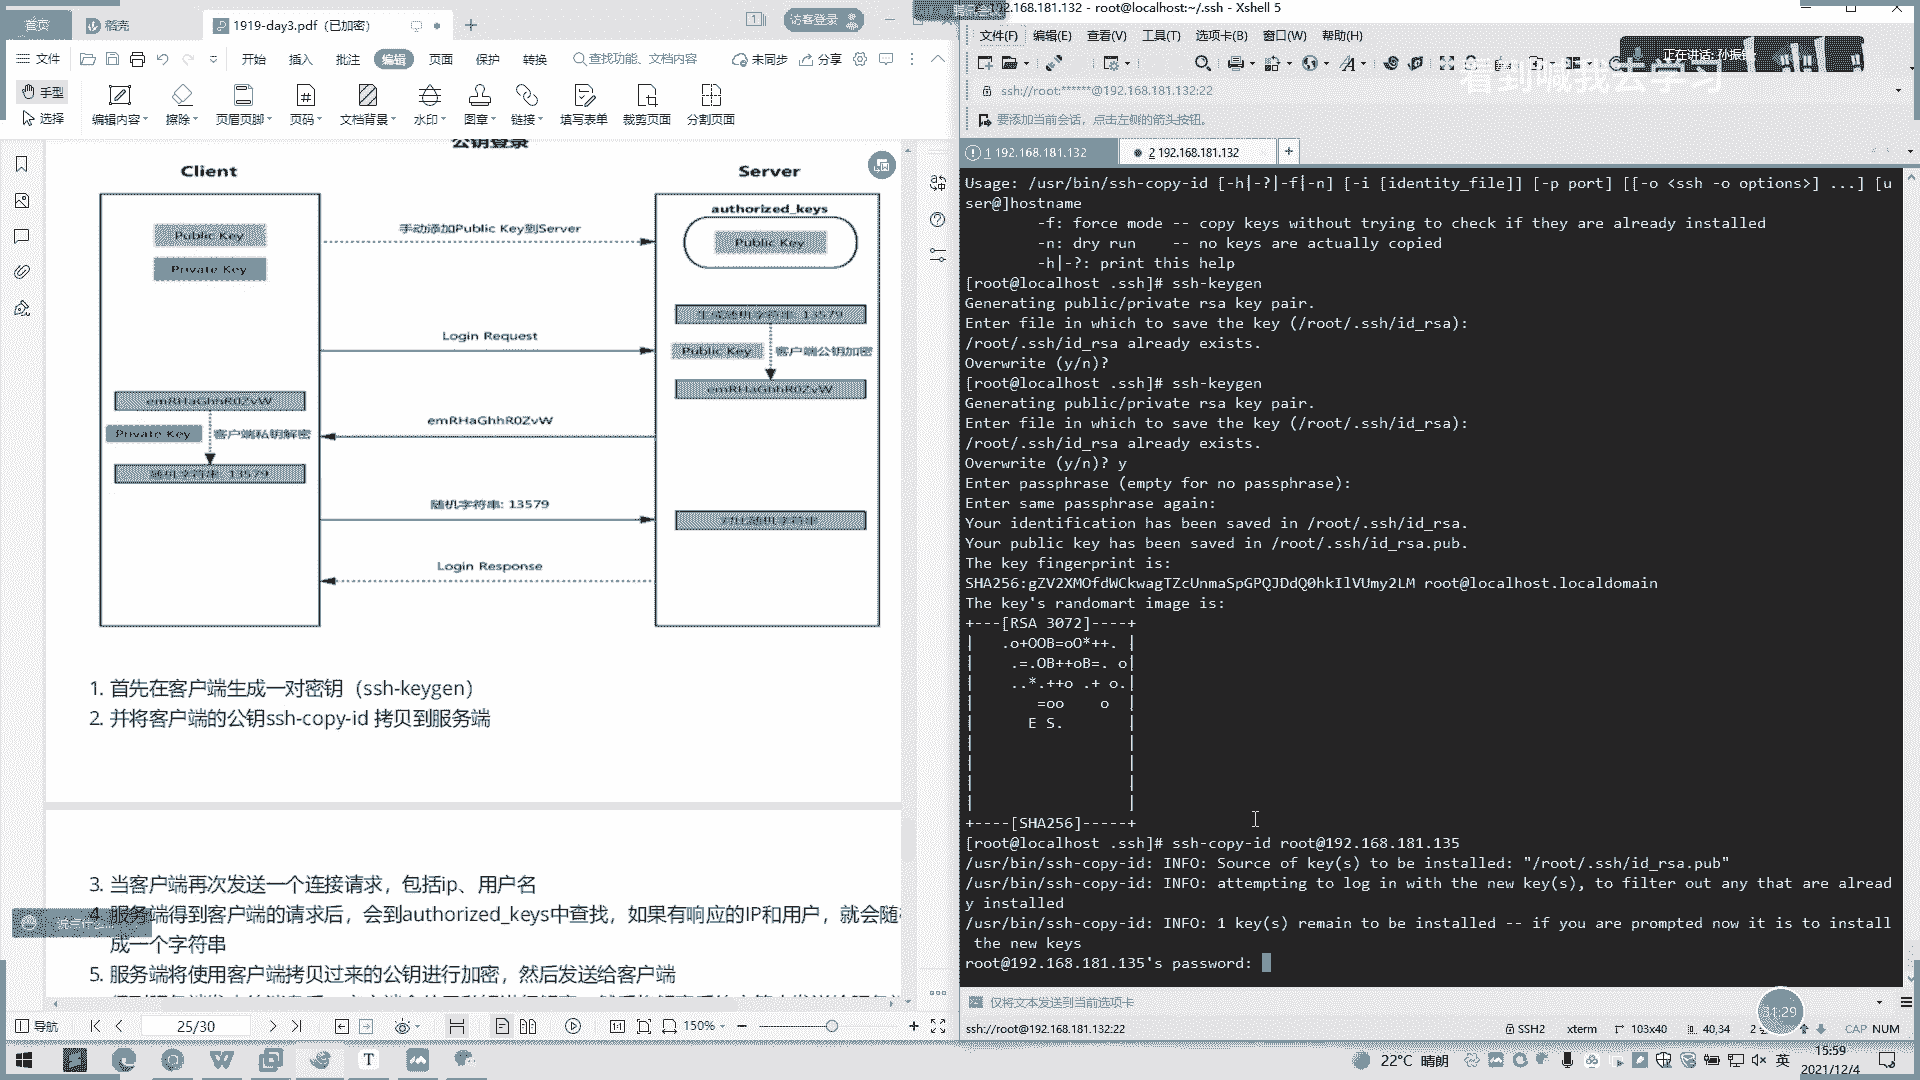 首页
稻壳
1919-day3.pdf（已加密）
访客登录
文件
开始
插入
批注
编辑
页面
保护
转换
查找功能、文档内容
未同步
分享
手型
选择
编辑内容
擦除
页眉页脚
页码
文档背景
水印
图章
链接
填写表单
裁剪页面
分割页面
公钥登录
Client
Server
authorized_keys
Public Key
手动添加Public Key到Server
Public Key
Private Key
生成随机字符串: 13579
Login Request
Public Key
客户端公钥加密
emRHaGhhR0ZvW
emRHaGhhR0ZvW
emRHaGhhR0ZvW
Private Key
客户端私钥解密
随机字符串: 13579
随机字符串: 13579
对比随机字符串
Login Response
1. 首先在客户端生成一对密钥（ssh-keygen）
2. 并将客户端的公钥ssh-copy-id 拷贝到服务端
3. 当客户端再次发送一个连接请求，包括ip、用户名
4. 服务端得到客户端的请求后，会到authorized_keys中查找，如果有响应的IP和用户，就会随
成一个字符串
5. 服务端将使用客户端拷贝过来的公钥进行加密，然后发送给客户端
导航
25/30
150%
192.168.181.132 - root@localhost:~/.ssh - Xshell 5
文件(F)
编辑(E)
查看(V)
工具(T)
选项卡(B)
窗口(W)
帮助(H)
看到喊我去学习
ssh://root:******@192.168.181.132:22
要添加当前会话，点击左侧的箭头按钮。
1 192.168.181.132
2 192.168.181.132
Usage: /usr/bin/ssh-copy-id [-h|-?|-f|-n] [-i [identity_file]] [-p port] [[-o <ssh -o options>] ...] [u
ser@]hostname
-f: force mode -- copy keys without trying to check if they are already installed
-n: dry run    -- no keys are actually copied
-h|-?: print this help
[root@localhost .ssh]# ssh-keygen
Generating public/private rsa key pair.
Enter file in which to save the key (/root/.ssh/id_rsa):
/root/.ssh/id_rsa already exists.
Overwrite (y/n)?
[root@localhost .ssh]# ssh-keygen
Generating public/private rsa key pair.
Enter file in which to save the key (/root/.ssh/id_rsa):
/root/.ssh/id_rsa already exists.
Overwrite (y/n)? y
Enter passphrase (empty for no passphrase):
Enter same passphrase again:
Your identification has been saved in /root/.ssh/id_rsa.
Your public key has been saved in /root/.ssh/id_rsa.pub.
The key fingerprint is:
SHA256:gZV2XMOfdWCkwagTZcUnmaSpGPQJDdQ0hkIlVUmy2LM root@localhost.localdomain
The key's randomart image is:
+---[RSA 3072]----+
|   .o+OOB=oO*++. |
|    .=.OB++oB=. o|
|    ..*.++o .+ o.|
|       =oo    o  |
|      E S.       |
|                 |
|                 |
|                 |
|                 |
+----[SHA256]-----+
[root@localhost .ssh]# ssh-copy-id root@192.168.181.135
/usr/bin/ssh-copy-id: INFO: Source of key(s) to be installed: "/root/.ssh/id_rsa.pub"
/usr/bin/ssh-copy-id: INFO: attempting to log in with the new key(s), to filter out any that are alread
y installed
/usr/bin/ssh-copy-id: INFO: 1 key(s) remain to be installed -- if you are prompted now it is to install
the new keys
root@192.168.181.135's password:
仅将文本发送到当前选项卡
31:29
ssh://root@192.168.181.132:22
SSH2
xterm
103x40
40,34
CAP NUM
22°C 晴朗
英
15:59
2021/12/4